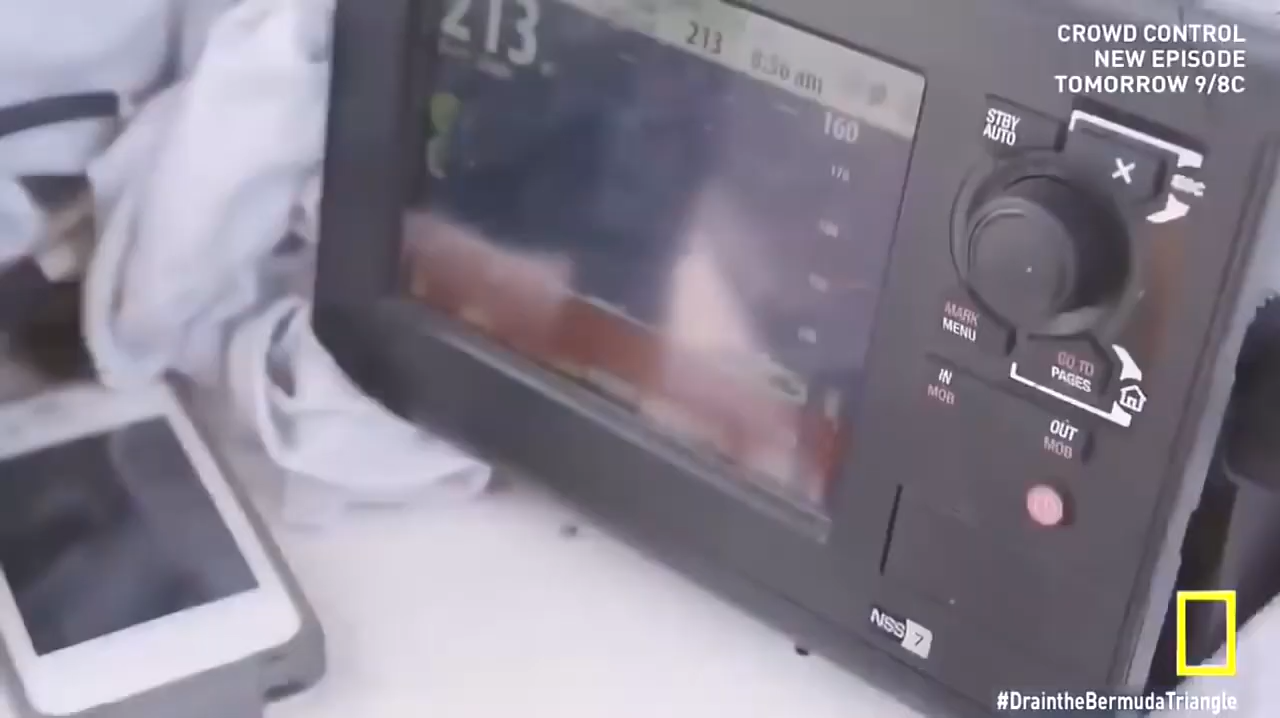 213
213
8:56 am
160
170
CROWD CONTROL
NEW EPISODE
TOMORROW 9/8C
STBY
AUTO
X
MARK
MENU
GO TO
PAGES
IN
MOB
OUT
MOB
NSS 7
#DraintheBermudaTriangle